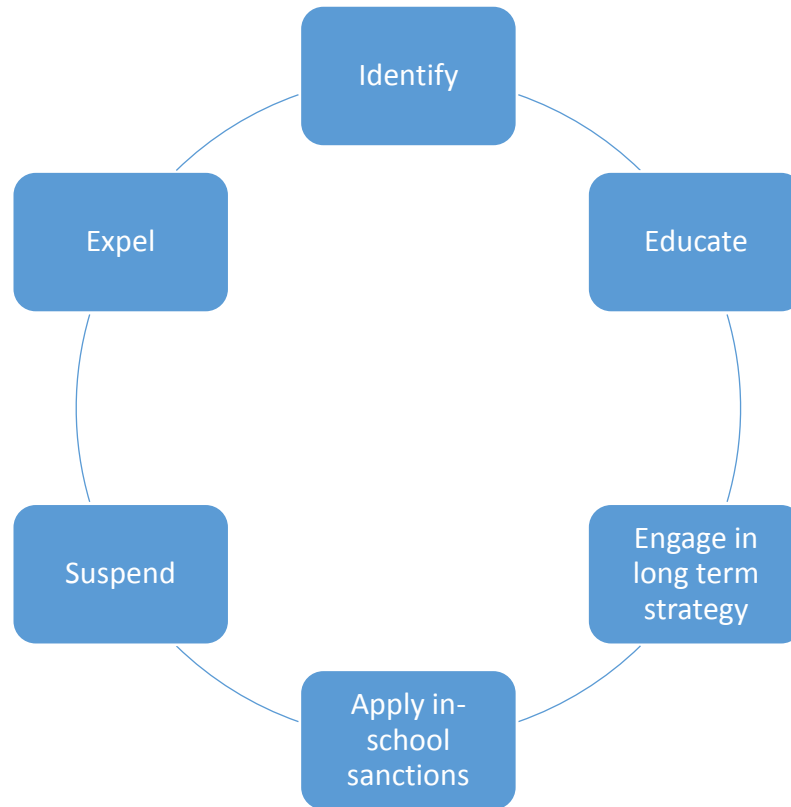 Identify
Educate
Engage in
long term
strategy
Apply in-
school
sanctions
Suspend
Expel